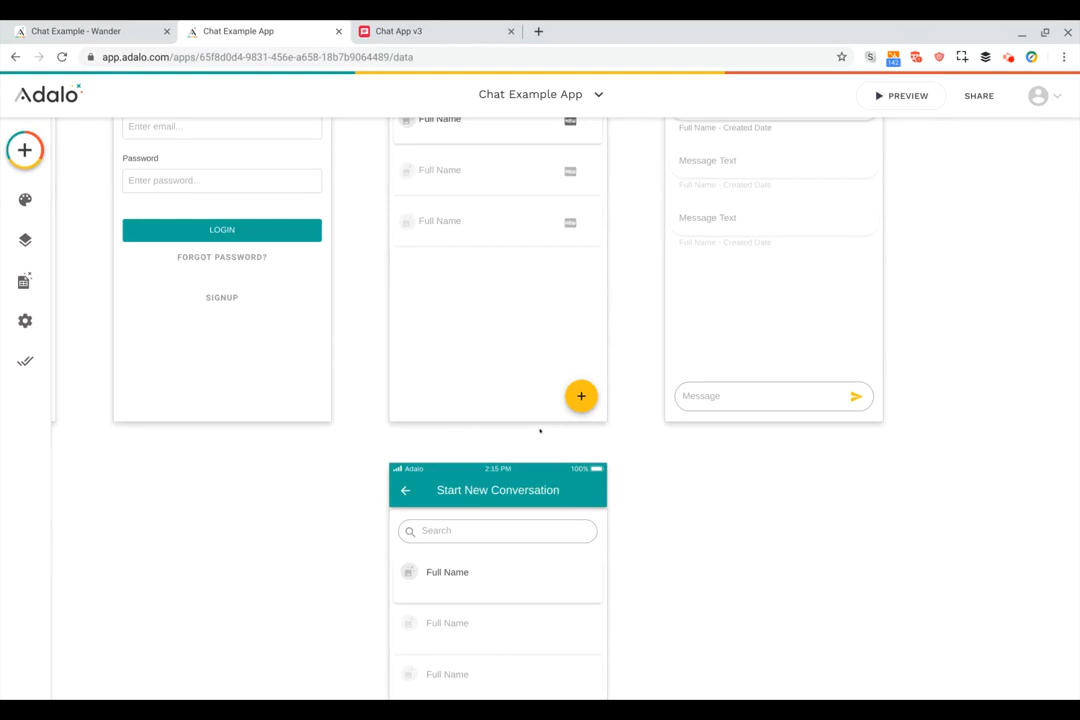 Chat Example - Wander
Chat Example App
Chat App v3
app.adalo.com/apps/65f8d0d4-9831-456e-a658-18b7b9064489/data
142
Adalo
Chat Example App
PREVIEW
SHARE
Enter email...
Password
Enter password...
LOGIN
FORGOT PASSWORD?
SIGNUP
Full Name
Full Name
Full Name
+
Full Name - Created Date
Message Text
Full Name - Created Date
Message Text
Full Name - Created Date
Message
Adalo 2:15 PM 100%
Start New Conversation
Search
Full Name
Full Name
Full Name